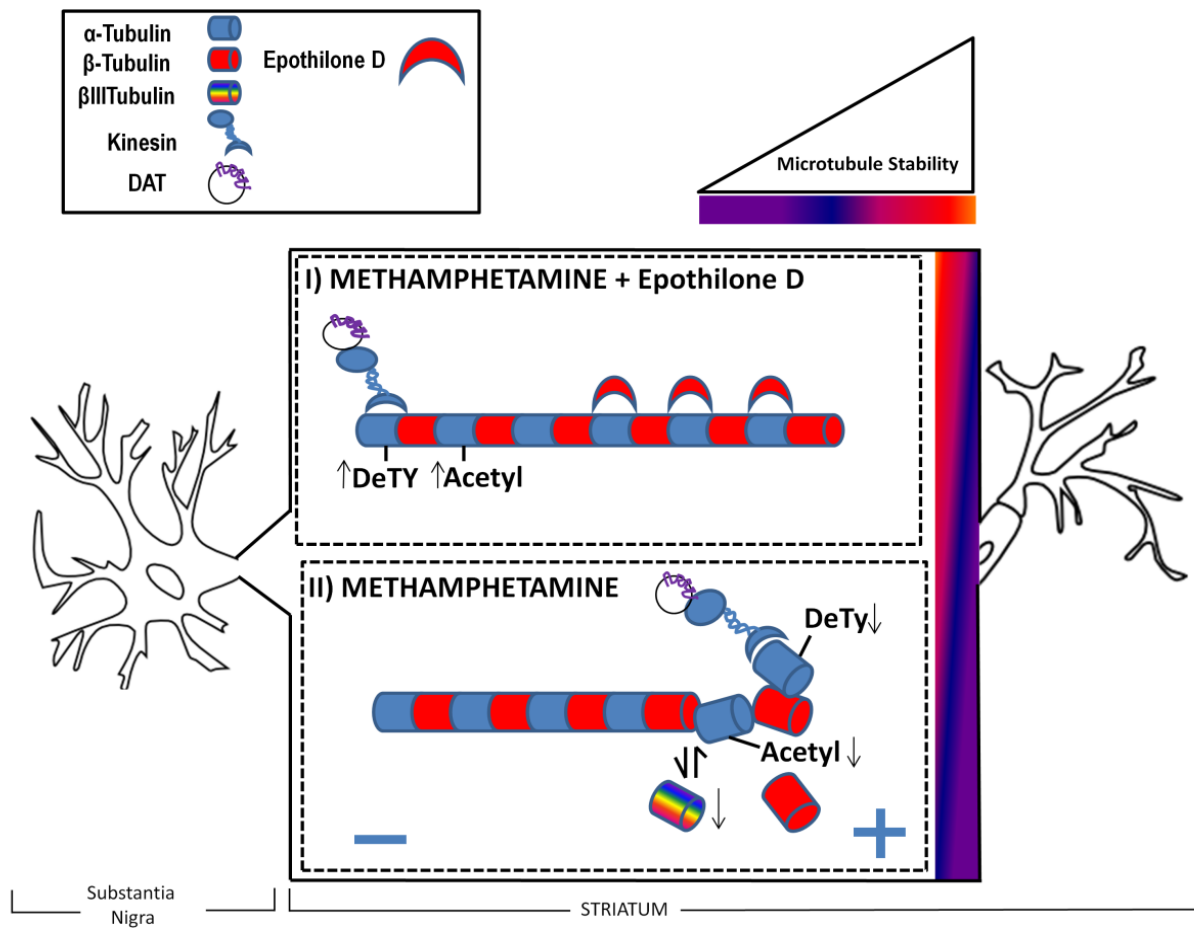 α-Tubulin
β-Tubulin
Epothilone D
βIIITubulin
Kinesin
DAT
Microtubule Stability
I) METHAMPHETAMINE + Epothilone D
↑DeTY ↑Acetyl
II) METHAMPHETAMINE
DeTy↓
Acetyl↓
↓
− +
Substantia
Nigra
STRIATUM